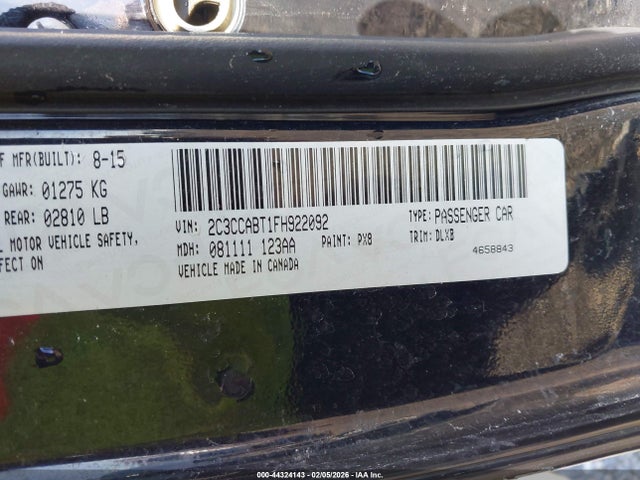 F MFR(BUILT): 8-15
GAWR: 01275 KG
REAR: 02810 LB
L MOTOR VEHICLE SAFETY,
FECT ON
VIN: 2C3CCABT1FH922092
TYPE: PASSENGER CAR
MDH: 081111 123AA
PAINT: PX8
TRIM: DLXB
VEHICLE MADE IN CANADA
4658843
000-44324143 - 02/05/2026 - IAA Inc.